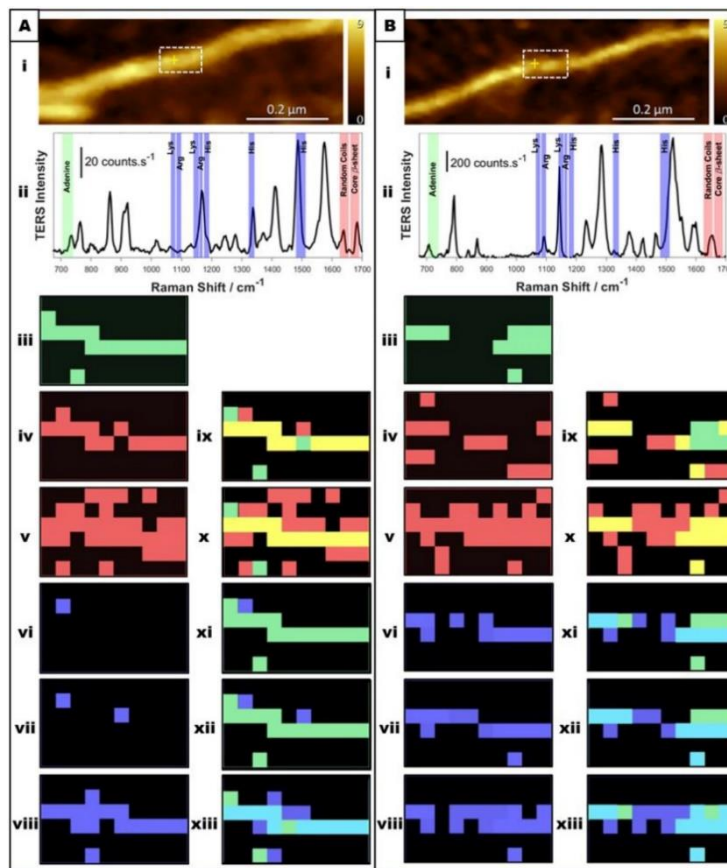 A
i
0.2 µm
9
0
ii
TERS Intensity
20 counts.s⁻¹
Adenine
Lys
Arg
Lys
Arg
His
His
His
Random Coils
Core β-sheet
700 800 900 1000 1100 1200 1300 1400 1500 1600 1700
Raman Shift / cm⁻¹
iii
iv
ix
v
x
vi
xi
vii
xii
viii
xiii
B
i
0.2 µm
9
0
ii
TERS Intensity
200 counts.s⁻¹
Adenine
Lys
Arg
Lys
Arg
His
His
His
Random Coils
Core β-sheet
700 800 900 1000 1100 1200 1300 1400 1500 1600 1700
Raman Shift / cm⁻¹
iii
iv
ix
v
x
vi
xi
vii
xii
viii
xiii